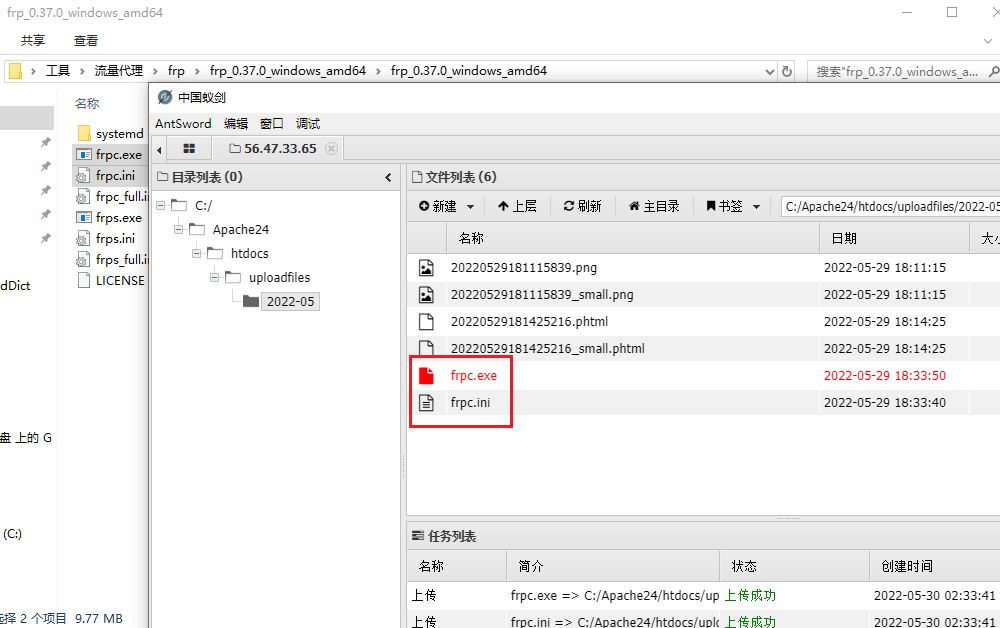 frp_0.37.0_windows_amd64
共享 查看
工具 流量代理 frp frp_0.37.0_windows_amd64 frp_0.37.0_windows_amd64 搜索"frp_0.37.0_windows_a...
名称
systemd
frpc.exe
frpc.ini
frpc_full.i
frps.exe
frps.ini
frps_full.i
LICENSE
dDict
盘 上的 G
(C:)
选择 2 个项目 9.77 MB
中国蚁剑
AntSword 编辑 窗口 调试
56.47.33.65
目录列表 (0)
C:/
Apache24
htdocs
uploadfiles
2022-05
文件列表 (6)
新建 上层 刷新 主目录 书签 C:/Apache24/htdocs/uploadfiles/2022-05
名称 日期 大小
20220529181115839.png 2022-05-29 18:11:15
20220529181115839_small.png 2022-05-29 18:11:15
20220529181425216.phtml 2022-05-29 18:14:25
20220529181425216_small.phtml 2022-05-29 18:14:25
frpc.exe 2022-05-29 18:33:50
frpc.ini 2022-05-29 18:33:40
任务列表
名称 简介 状态 创建时间
上传 frpc.exe => C:/Apache24/htdocs/up 上传成功 2022-05-30 02:33:41
上传 frpc.ini => C:/Apache24/htdocs/uplo 上传成功 2022-05-30 02:33:41